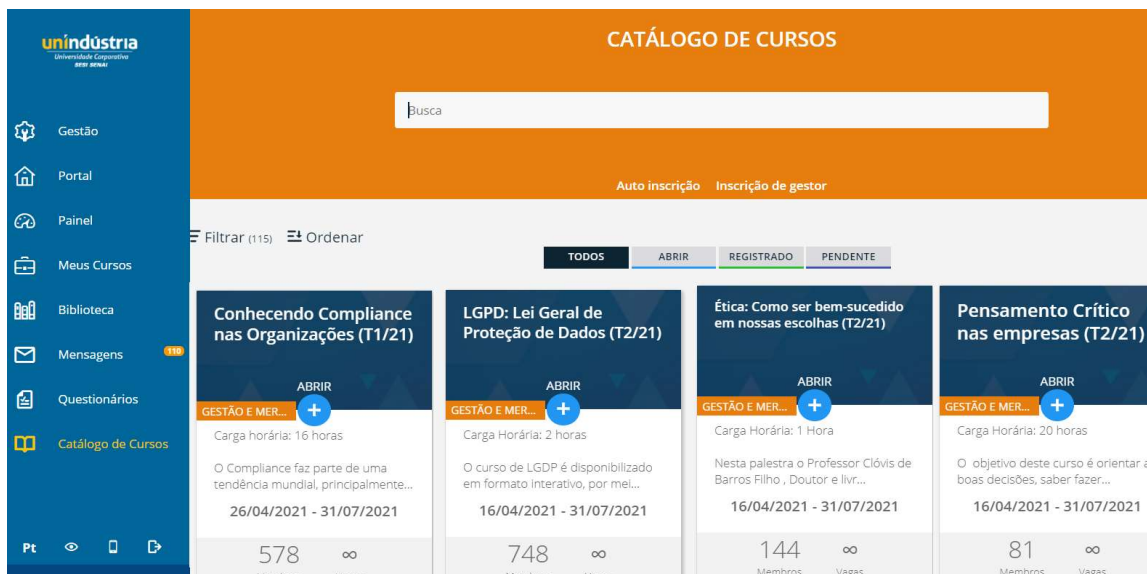 unindústria
Universidade Corporativa
SESI SENAI
Gestão
Portal
Painel
Meus Cursos
Biblioteca
Mensagens 110
Questionários
Catálogo de Cursos
Pt
CATÁLOGO DE CURSOS
Busca
Auto inscrição Inscrição de gestor
Filtrar (115) Ordenar
TODOS ABRIR REGISTRADO PENDENTE
Conhecendo Compliance
nas Organizações (T1/21)
ABRIR
GESTÃO E MER...
Carga horária: 16 horas
O Compliance faz parte de uma
tendência mundial, principalmente...
26/04/2021 - 31/07/2021
578 ∞
LGPD: Lei Geral de
Proteção de Dados (T2/21)
ABRIR
GESTÃO E MER...
Carga Horária: 2 horas
O curso de LGDP é disponibilizado
em formato interativo, por mei...
16/04/2021 - 31/07/2021
748 ∞
Ética: Como ser bem-sucedido
em nossas escolhas (T2/21)
ABRIR
GESTÃO E MER...
Carga Horária: 1 Hora
Nesta palestra o Professor Clóvis de
Barros Filho , Doutor e livr...
16/04/2021 - 31/07/2021
144 ∞
Membros Vagas
Pensamento Crítico
nas empresas (T2/21)
ABRIR
GESTÃO E MER...
Carga Horária: 20 horas
O objetivo deste curso é orientar a
boas decisões, saber fazer...
16/04/2021 - 31/07/2021
81 ∞
Membros Vagas